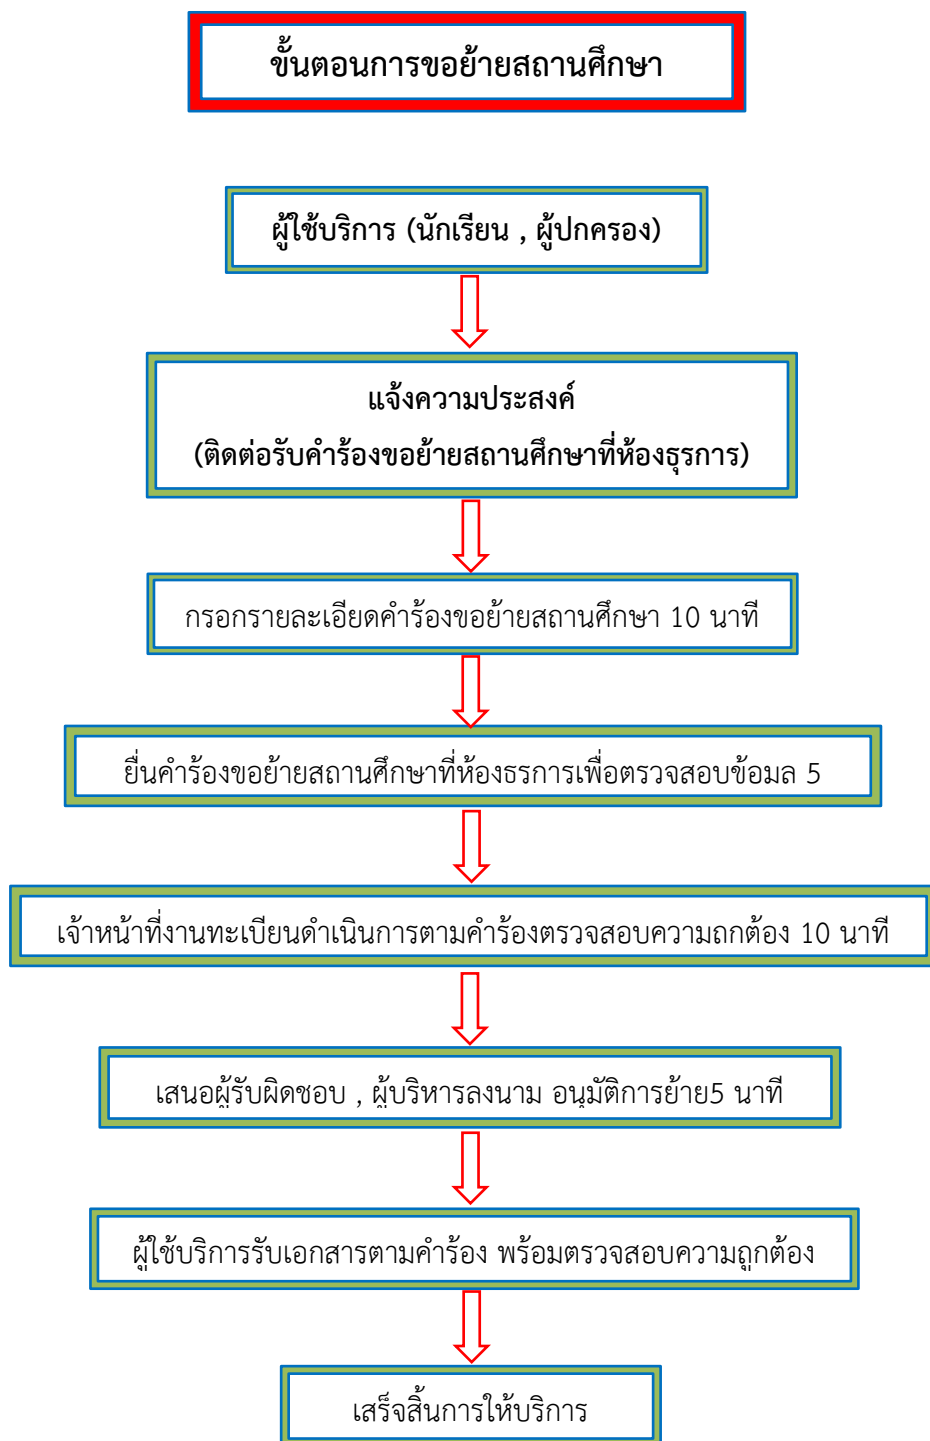 ขั้นตอนการขอย้ายสถานศึกษา
ผู้ใช้บริการ (นักเรียน , ผู้ปกครอง)
แจ้งความประสงค์
(ติดต่อรับคำร้องขอย้ายสถานศึกษาที่ห้องธุรการ)
กรอกรายละเอียดคำร้องขอย้ายสถานศึกษา 10 นาที
ยื่นคำร้องขอย้ายสถานศึกษาที่ห้องธรการเพื่อตรวจสอบข้อมล 5
เจ้าหน้าที่งานทะเบียนดำเนินการตามคำร้องตรวจสอบความถกต้อง 10 นาที
เสนอผู้รับผิดชอบ , ผู้บริหารลงนาม อนุมัติการย้าย5 นาที
ผู้ใช้บริการรับเอกสารตามคำร้อง พร้อมตรวจสอบความถูกต้อง
เสร็จสิ้นการให้บริการ